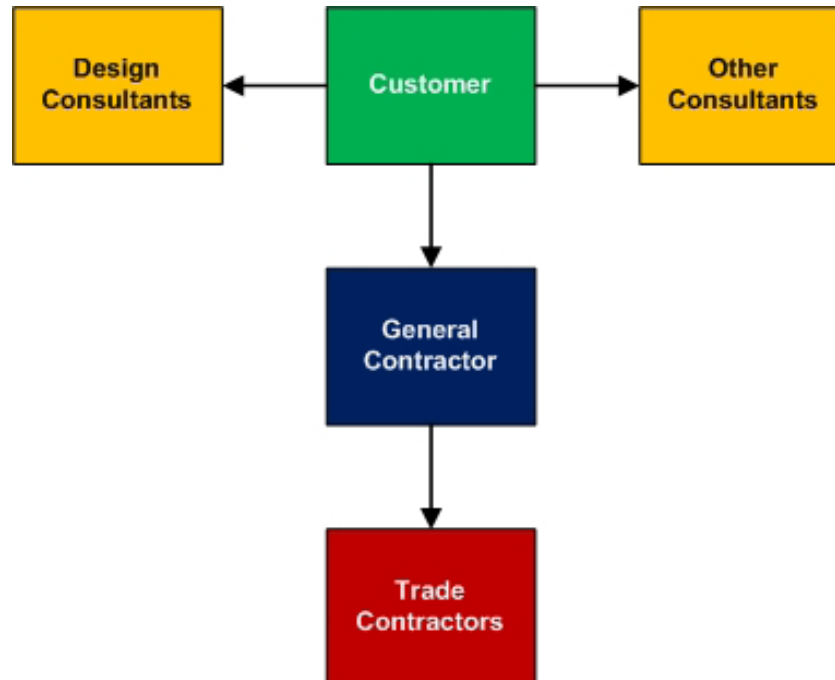 Design
Consultants
Customer
Other
Consultants
General
Contractor
Trade
Contractors